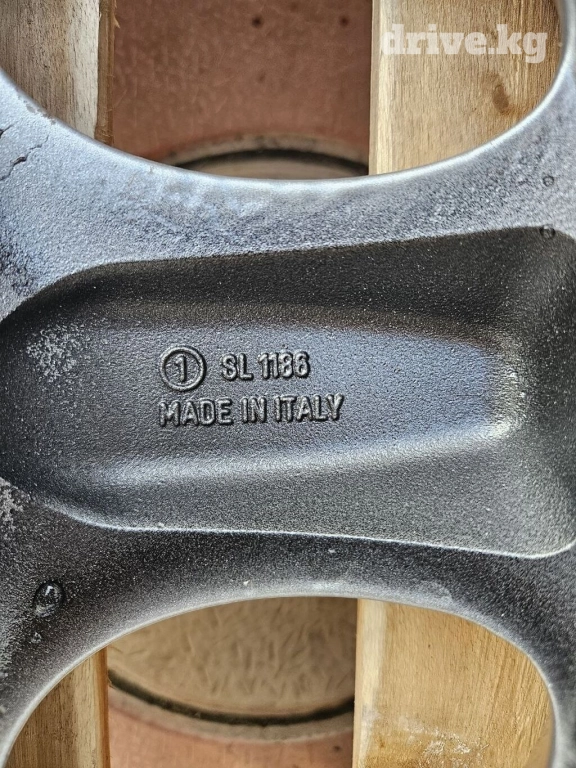 drive.kg
① SL 1186
MADE IN ITALY